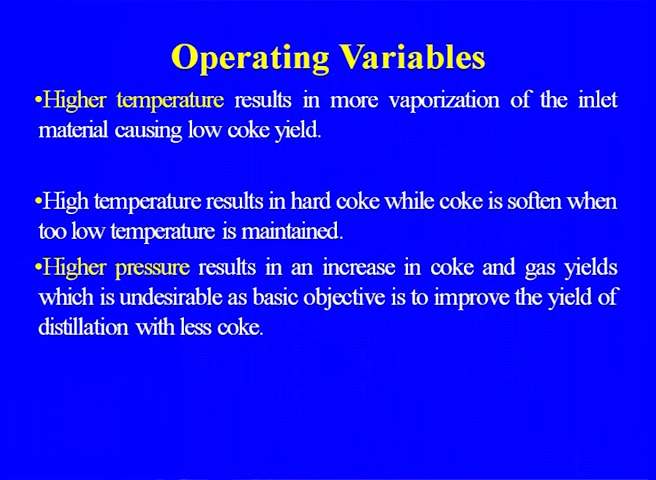 Operating Variables
•Higher temperature results in more vaporization of the inlet
material causing low coke yield.
•High temperature results in hard coke while coke is soften when
too low temperature is maintained.
•Higher pressure results in an increase in coke and gas yields
which is undesirable as basic objective is to improve the yield of
distillation with less coke.